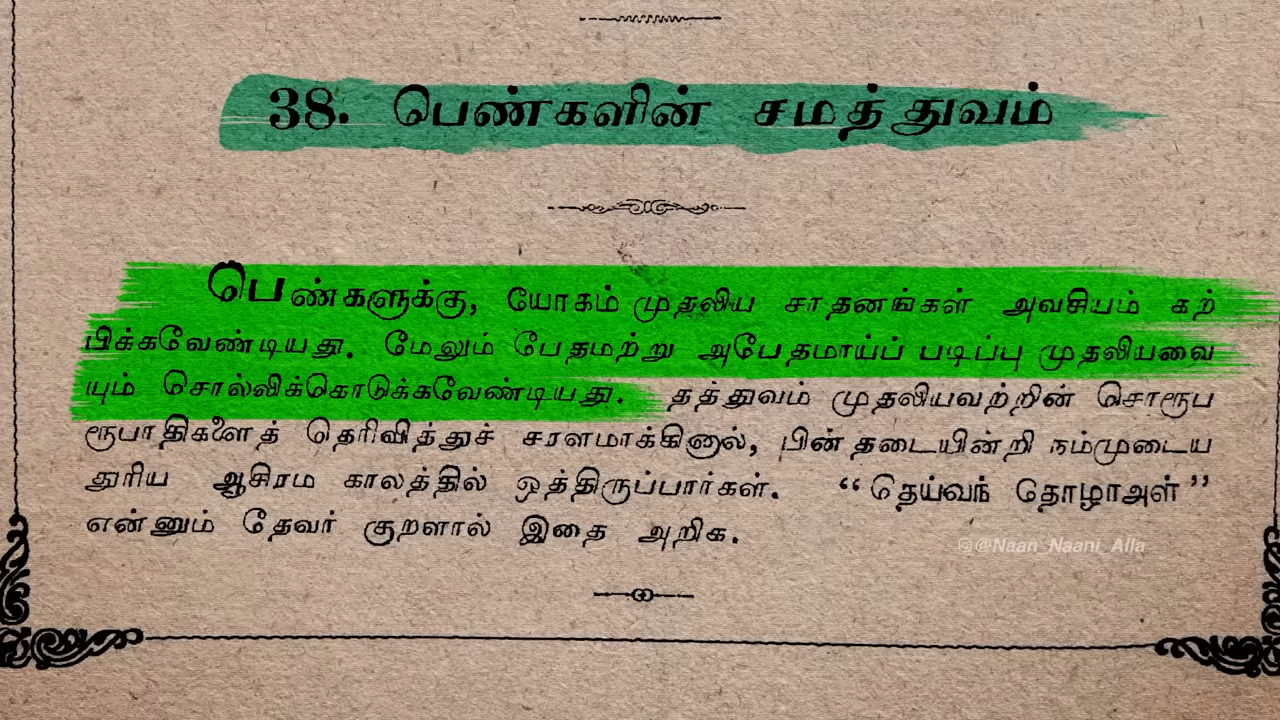 38. பெண்களின் சமத்துவம்
பெண்களுக்கு, யோகம் முதலிய சாதனங்கள் அவசியம் கற்
பிக்கவேண்டியது. மேலும் பேதமற்று அபேதமாய்ப் படிப்பு முதலியவை
யும் சொல்லிக்கொடுக்கவேண்டியது. தத்துவம் முதலியவற்றின் சொரூப
ரூபாதிகளைத் தெரிவித்துச் சரளமாக்கினால், பின் தடையின்றி நம்முடைய
துரிய ஆசிரம காலத்தில் ஒத்திருப்பார்கள். “தெய்வந் தொழாஅள்”
என்னும் தேவர் குறளால் இதை அறிக.
@Naan_Naani_Alla